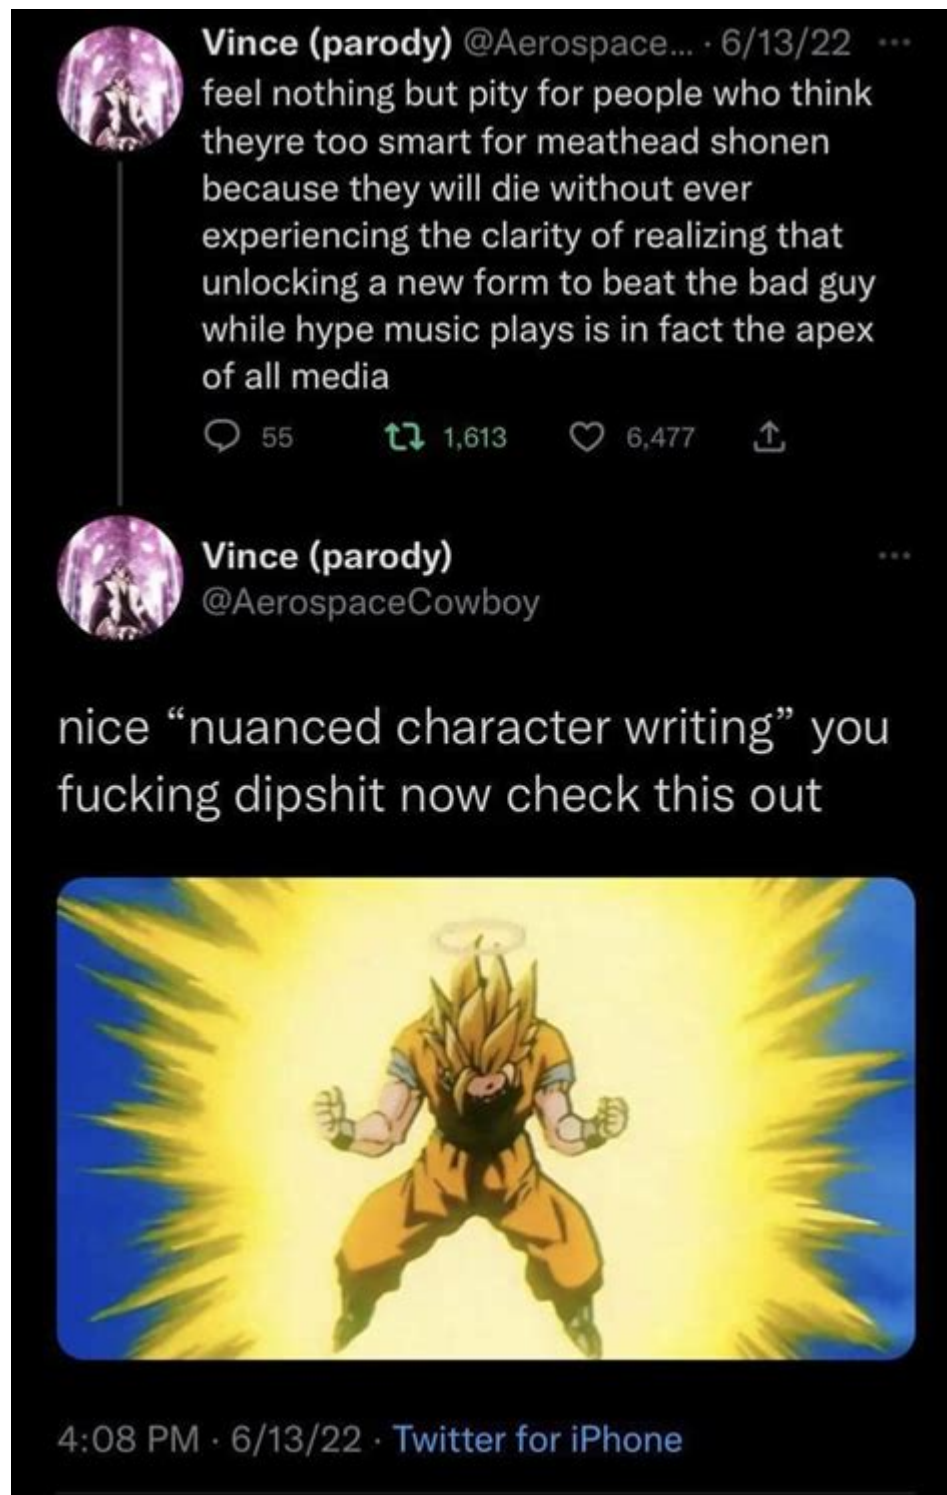 Vince (parody) @Aerospace... · 6/13/22 ...
feel nothing but pity for people who think
theyre too smart for meathead shonen
because they will die without ever
experiencing the clarity of realizing that
unlocking a new form to beat the bad guy
while hype music plays is in fact the apex
of all media
55 1,613 6,477
Vince (parody) ...
@AerospaceCowboy
nice “nuanced character writing” you
fucking dipshit now check this out
4:08 PM · 6/13/22 · Twitter for iPhone